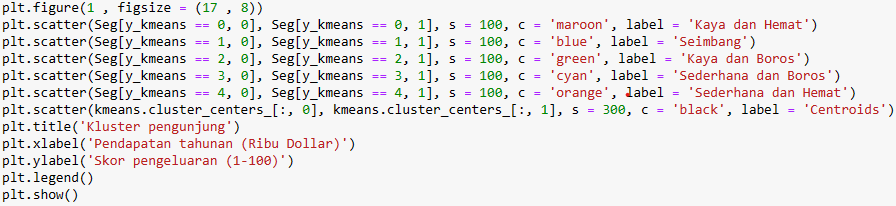 plt.figure(1 , figsize = (17 , 8))
plt.scatter(Seg[y_kmeans == 0, 0], Seg[y_kmeans == 0, 1], s = 100, c = 'maroon', label = 'Kaya dan Hemat')
plt.scatter(Seg[y_kmeans == 1, 0], Seg[y_kmeans == 1, 1], s = 100, c = 'blue', label = 'Seimbang')
plt.scatter(Seg[y_kmeans == 2, 0], Seg[y_kmeans == 2, 1], s = 100, c = 'green', label = 'Kaya dan Boros')
plt.scatter(Seg[y_kmeans == 3, 0], Seg[y_kmeans == 3, 1], s = 100, c = 'cyan', label = 'Sederhana dan Boros')
plt.scatter(Seg[y_kmeans == 4, 0], Seg[y_kmeans == 4, 1], s = 100, c = 'orange', label = 'Sederhana dan Hemat')
plt.scatter(kmeans.cluster_centers_[:, 0], kmeans.cluster_centers_[:, 1], s = 300, c = 'black', label = 'Centroids')
plt.title('Kluster pengunjung')
plt.xlabel('Pendapatan tahunan (Ribu Dollar)')
plt.ylabel('Skor pengeluaran (1-100)')
plt.legend()
plt.show()